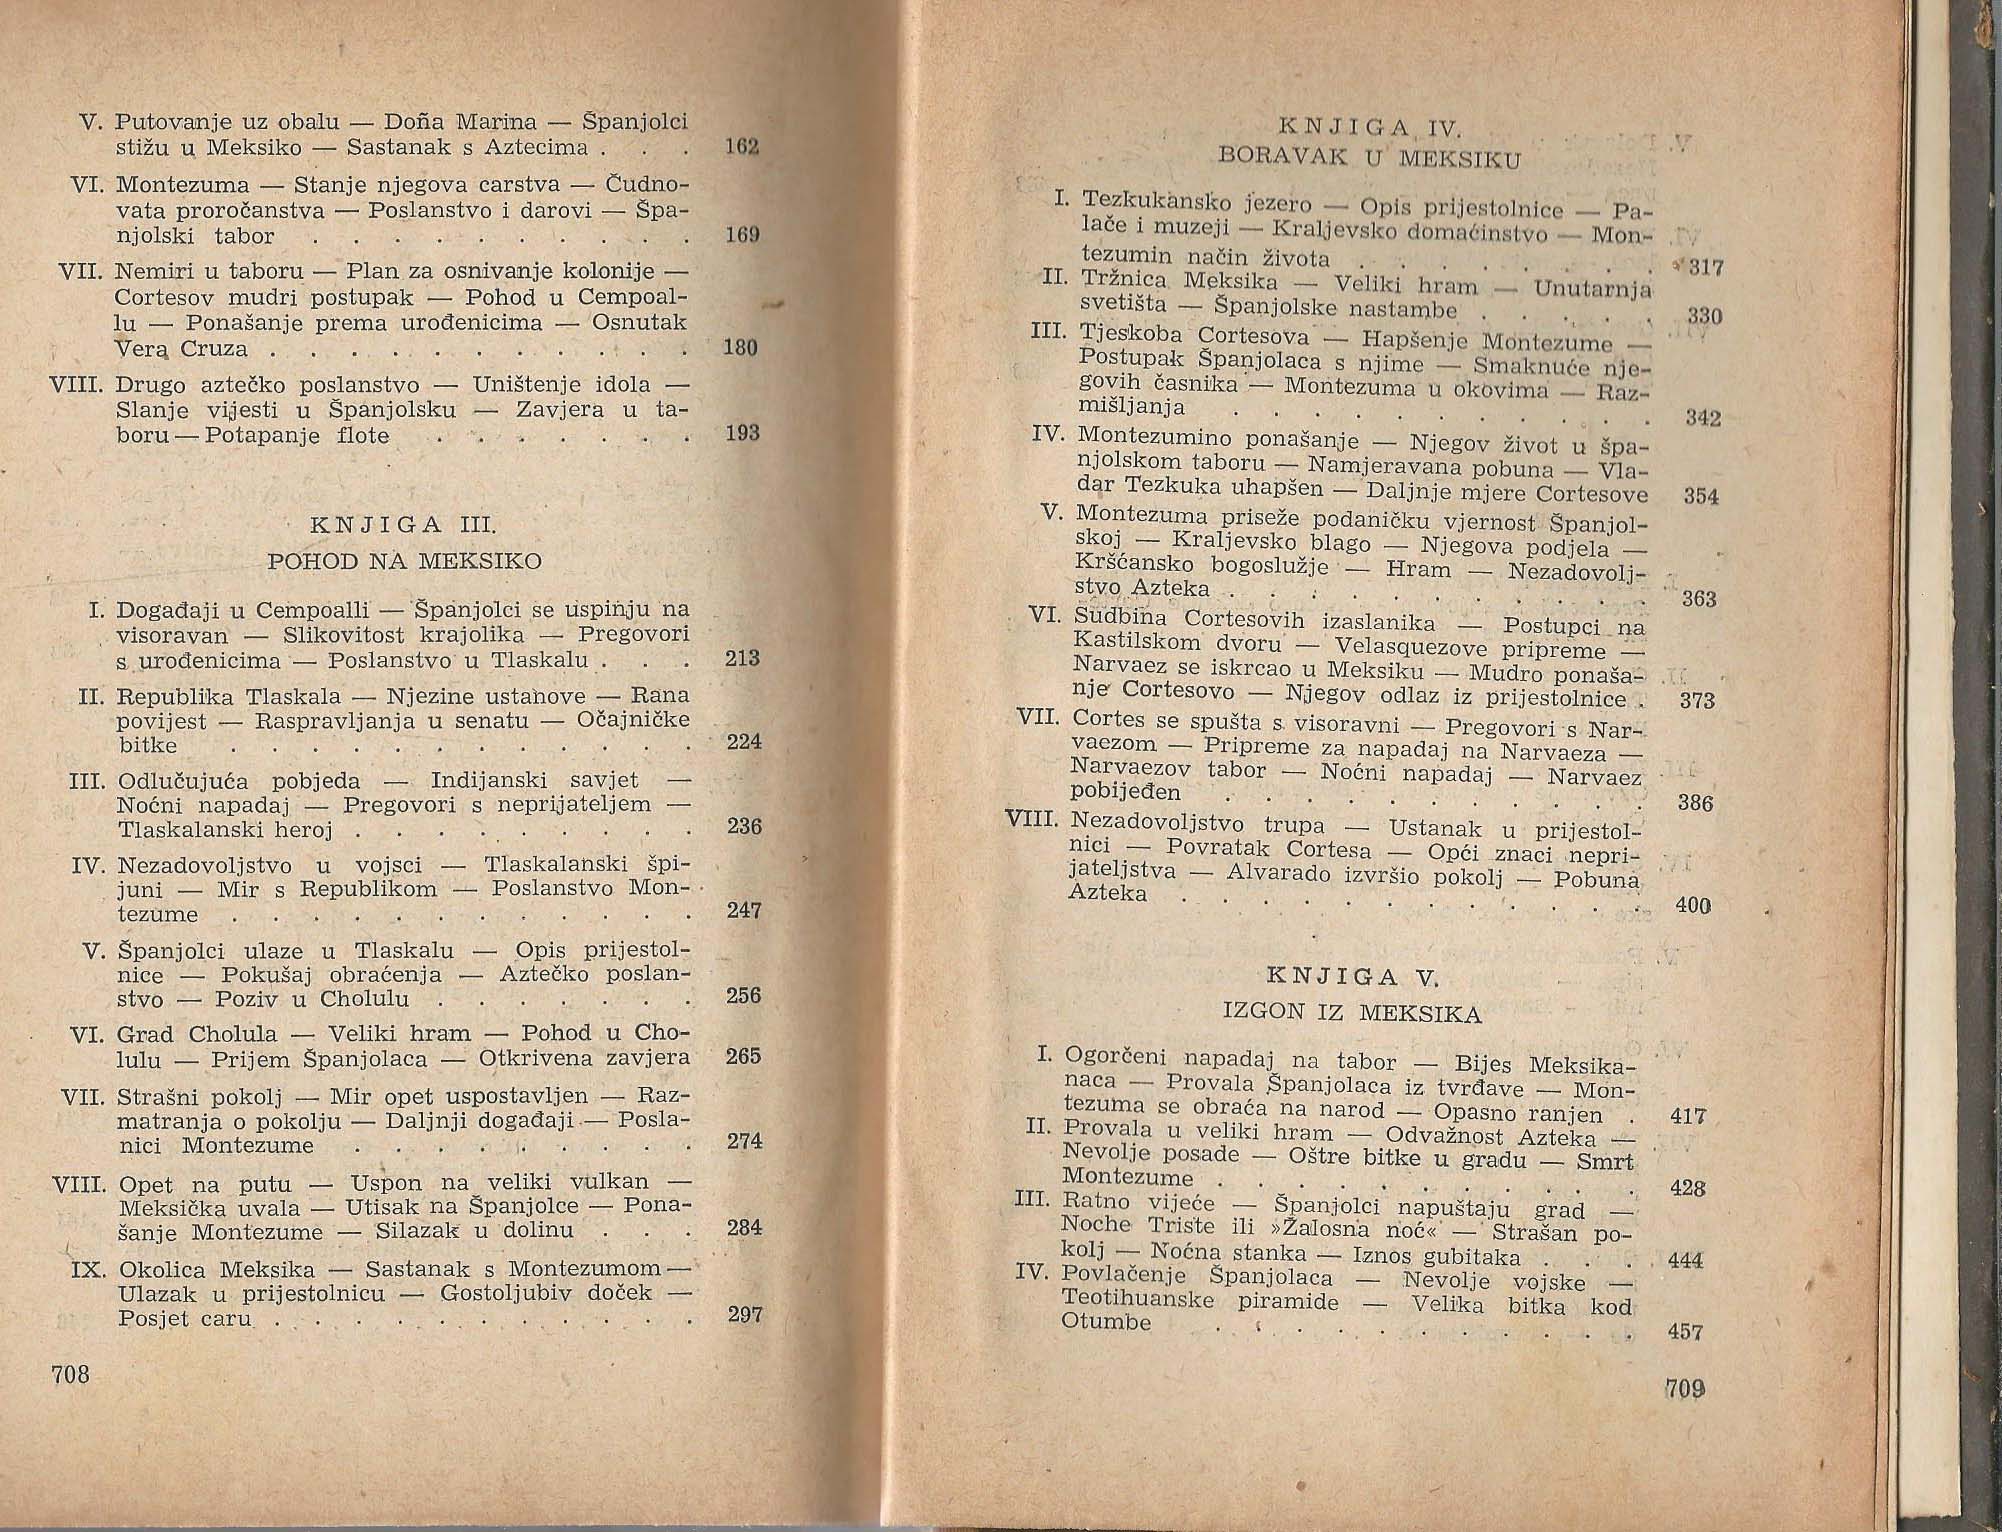 V. Putovanje uz obalu — Doña Marina — Španjolci
stižu u Meksiko — Sastanak s Aztecima . . . 162
VI. Montezuma — Stanje njegova carstva — Čudno-
vata proročanstva — Poslanstvo i darovi — Špa-
njolski tabor . . . . . . . . . . 169
VII. Nemiri u taboru — Plan za osnivanje kolonije —
Cortesov mudri postupak — Pohod u Cempoal-
lu — Ponašanje prema urođenicima — Osnutak
Vera Cruza . . . . . . . . . . . 180
VIII. Drugo aztečko poslanstvo — Uništenje idola —
Slanje vijesti u Španjolsku — Zavjera u ta-
boru — Potapanje flote . . . . . . . 193
KNJIGA III.
POHOD NA MEKSIKO
I. Događaji u Cempoalli — Španjolci se uspinju na
visoravan — Slikovitost krajolika — Pregovori
s urođenicima — Poslanstvo u Tlaskalu . . . 213
II. Republika Tlaskala — Njezine ustanove — Rana
povijest — Raspravljanja u senatu — Očajničke
bitke . . . . . . . . . . . . 224
III. Odlučujuća pobjeda — Indijanski savjet —
Noćni napadaj — Pregovori s neprijateljem —
Tlaskalanski heroj . . . . . . . . . 236
IV. Nezadovoljstvo u vojsci — Tlaskalanski špi-
juni — Mir s Republikom — Poslanstvo Mon-
tezume . . . . . . . . . . . . 247
V. Španjolci ulaze u Tlaskalu — Opis prijestol-
nice — Pokušaj obraćenja — Aztečko poslan-
stvo — Poziv u Cholulu . . . . . . . 256
VI. Grad Cholula — Veliki hram — Pohod u Cho-
lulu — Prijem Španjolaca — Otkrivena zavjera 265
VII. Strašni pokolj — Mir opet uspostavljen — Raz-
matranja o pokolju — Daljnji događaji — Posla-
nici Montezume . . . . . . . . . 274
VIII. Opet na putu — Uspon na veliki vulkan —
Meksička uvala — Utisak na Španjolce — Pona-
šanje Montezume — Silazak u dolinu . . . 284
IX. Okolica Meksika — Sastanak s Montezumom —
Ulazak u prijestolnicu — Gostoljubiv doček —
Posjet caru . . . . . . . . . . . 297
708
KNJIGA IV.
BORAVAK U MEKSIKU
I. Tezkukansko jezero — Opis prijestolnice — Pa-
lače i muzeji — Kraljevsko domaćinstvo — Mon-
tezumin način života . . . . . . . . 317
II. Tržnica Meksika — Veliki hram — Unutarnja
svetišta — Španjolske nastambe . . . . . 330
III. Tjeskoba Cortesova — Hapšenje Montezume —
Postupak Španjolaca s njime — Smaknuće nje-
govih časnika — Montezuma u okovima — Raz-
mišljanja . . . . . . . . . . . 342
IV. Montezumino ponašanje — Njegov život u špa-
njolskom taboru — Namjeravana pobuna — Vla-
dar Tezkuka uhapšen — Daljnje mjere Cortesove 354
V. Montezuma priseže podaničku vjernost Španjol-
skoj — Kraljevsko blago — Njegova podjela —
Kršćansko bogoslužje — Hram — Nezadovolj-
stvo Azteka . . . . . . . . . . . 363
VI. Sudbina Cortesovih izaslanika — Postupci na
Kastilskom dvoru — Velasquezove pripreme —
Narvaez se iskrcao u Meksiku — Mudro ponaša-
nje Cortesovo — Njegov odlaz iz prijestolnice . 373
VII. Cortes se spušta s visoravni — Pregovori s Nar-
vaezom — Pripreme za napadaj na Narvaeza —
Narvaezov tabor — Noćni napadaj — Narvaez
pobijeđen . . . . . . . . . . . 386
VIII. Nezadovoljstvo trupa — Ustanak u prijestol-
nici — Povratak Cortesa — Opći znaci nepri-
jateljstva — Alvarado izvršio pokolj — Pobuna
Azteka . . . . . . . . . . . . 400
KNJIGA V.
IZGON IZ MEKSIKA
I. Ogorčeni napadaj na tabor — Bijes Meksika-
naca — Provala Španjolaca iz tvrđave — Mon-
tezuma se obraća na narod — Opasno ranjen . 417
II. Provala u veliki hram — Odvažnost Azteka —
Nevolje posade — Oštre bitke u gradu — Smrt
Montezume . . . . . . . . . . . 428
III. Ratno vijeće — Španjolci napuštaju grad —
Noche Triste ili »Žalosna noć« — Strašan po-
kolj — Noćna stanka — Iznos gubitaka . . . 444
IV. Povlačenje Španjolaca — Nevolje vojske —
Teotihuanske piramide — Velika bitka kod
Otumbe . . . . . . . . . . . 457
709